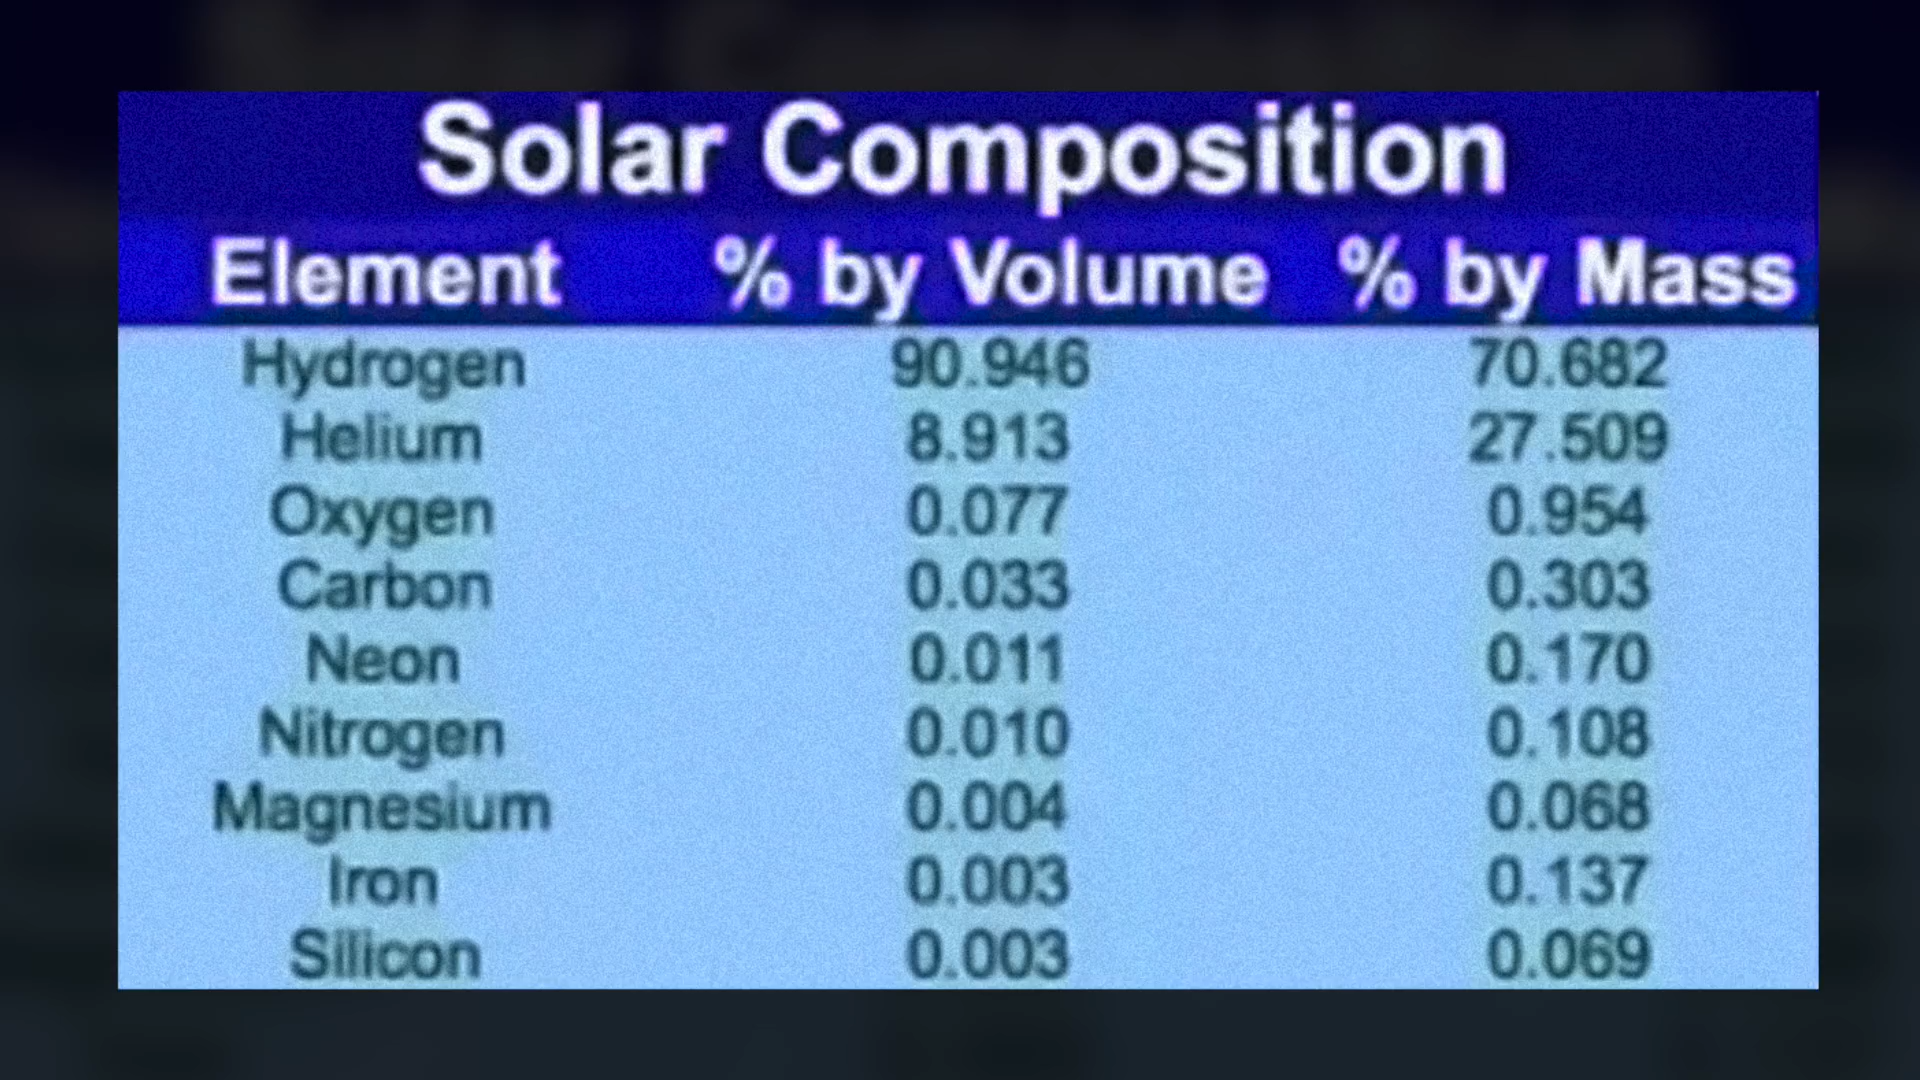 Solar Composition
Element % by Volume % by Mass
Hydrogen 90.946 70.682
Helium 8.913 27.509
Oxygen 0.077 0.954
Carbon 0.033 0.303
Neon 0.011 0.170
Nitrogen 0.010 0.108
Magnesium 0.004 0.068
Iron 0.003 0.137
Silicon 0.003 0.069